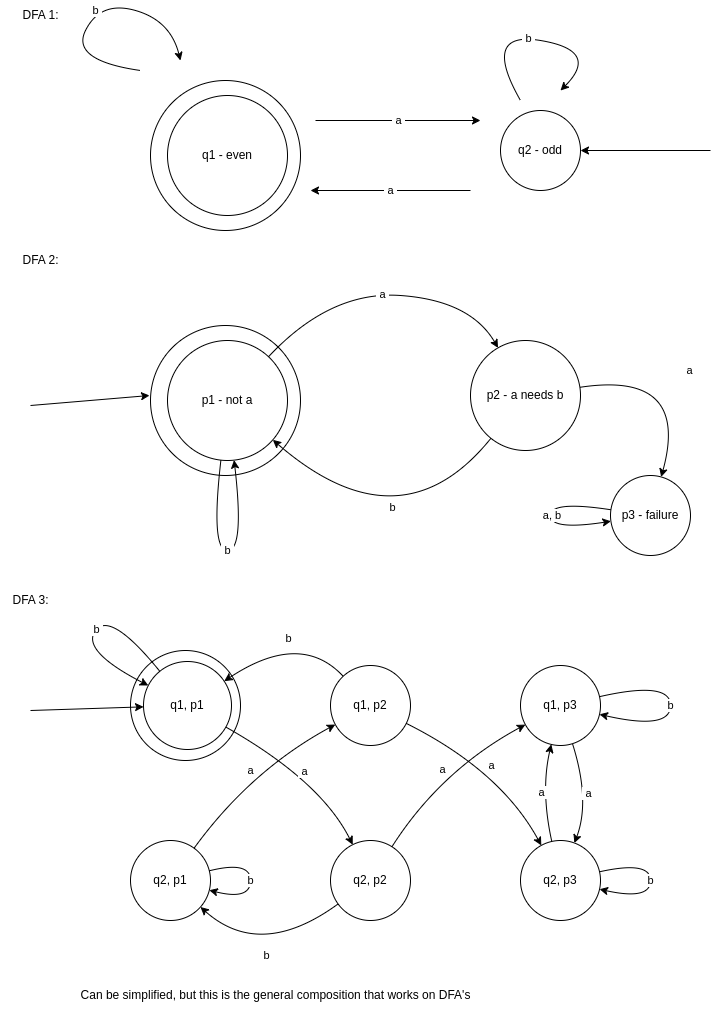 DFA 1:
b
b
a
q1 - even
q2 - odd
a
DFA 2:
a
a
p1 - not a
p2 - a needs b
b
a, b
p3 - failure
b
DFA 3:
b
b
q1, p1
q1, p2
q1, p3
b
a
a
a
a
a
a
q2, p1
b
q2, p2
q2, p3
b
b
Can be simplified, but this is the general composition that works on DFA's